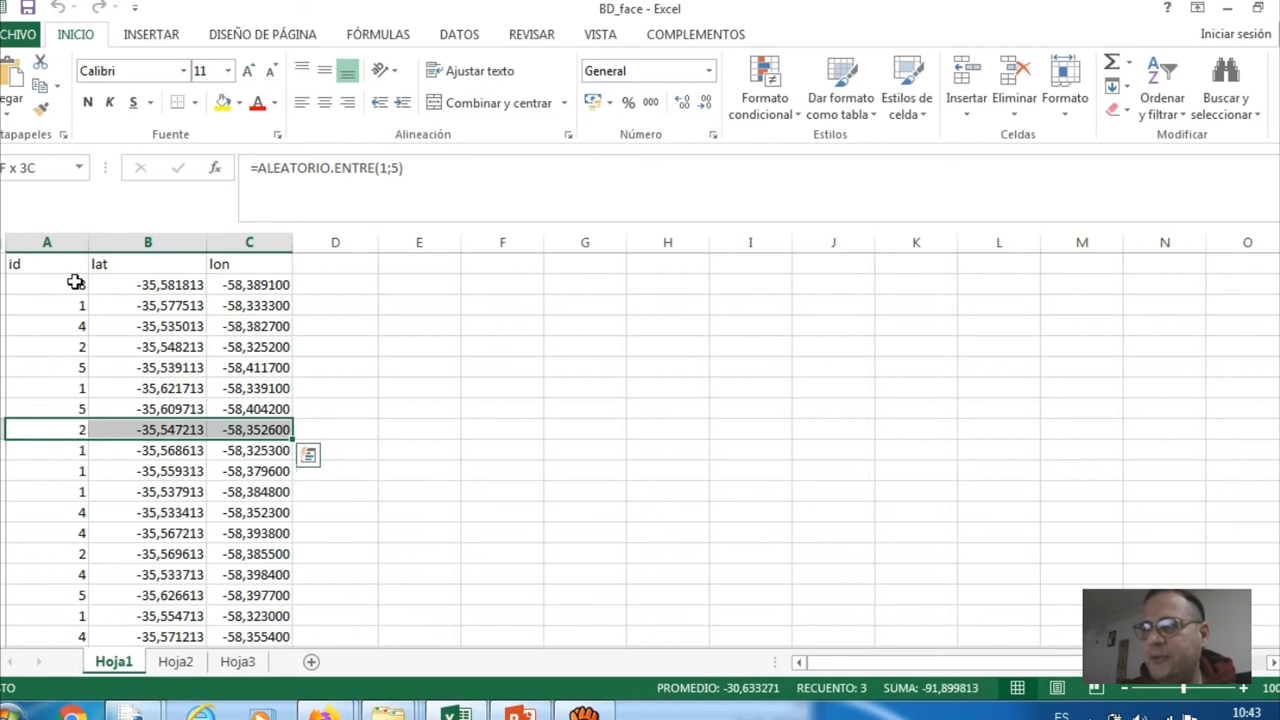 BD_face - Excel
CHIVO INICIO INSERTAR DISEÑO DE PÁGINA FÓRMULAS DATOS REVISAR VISTA COMPLEMENTOS Iniciar sesión
Calibri 11 Ajustar texto General
egar N K S Combinar y centrar % 000 Formato condicional Dar formato como tabla Estilos de celda Insertar Eliminar Formato Ordenar y filtrar Buscar y seleccionar
tapapeles Fuente Alineación Número Estilos Celdas Modificar
F x 3C fx =ALEATORIO.ENTRE(1;5)
A B C D E F G H I J K L M N O
id lat lon
-35,581813 -58,389100
1 -35,577513 -58,333300
4 -35,535013 -58,382700
2 -35,548213 -58,325200
5 -35,539113 -58,411700
1 -35,621713 -58,339100
5 -35,609713 -58,404200
2 -35,547213 -58,352600
1 -35,568613 -58,325300
1 -35,559313 -58,379600
1 -35,537913 -58,384800
4 -35,533413 -58,352300
4 -35,567213 -58,393800
2 -35,569613 -58,385500
4 -35,533713 -58,398400
5 -35,626613 -58,397700
1 -35,554713 -58,323000
4 -35,571213 -58,355400
Hoja1 Hoja2 Hoja3
STO PROMEDIO: -30,633271 RECUENTO: 3 SUMA: -91,899813 100
ES 10:43